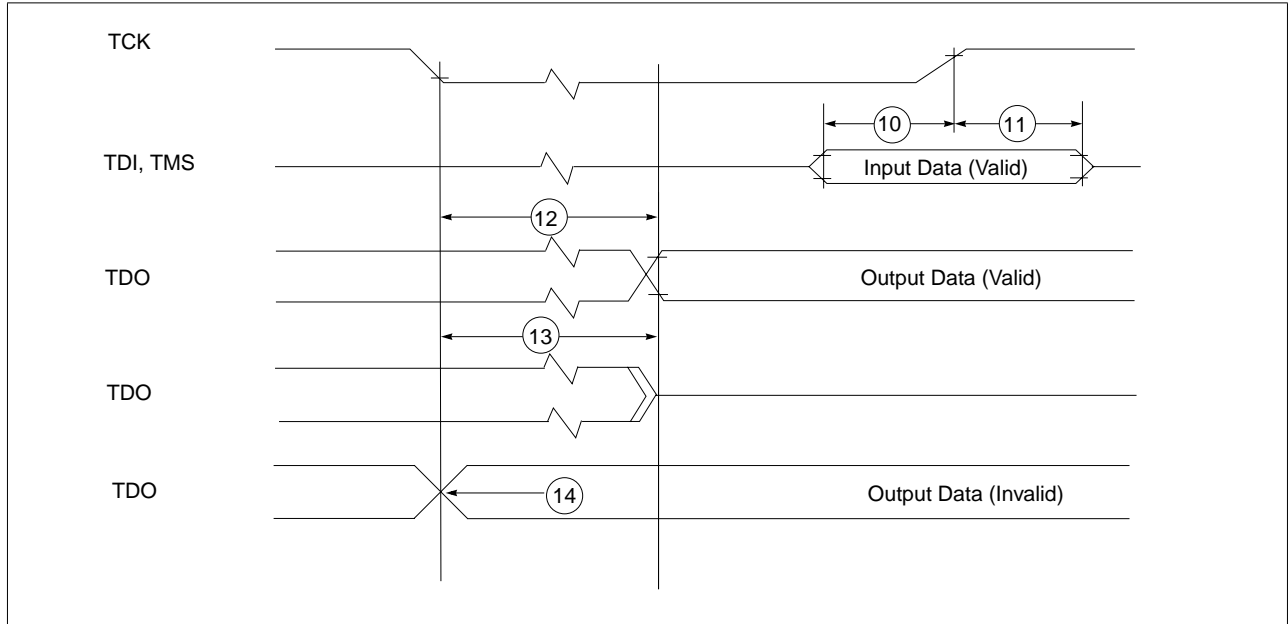 TCK
10
11
TDI, TMS
Input Data (Valid)
12
TDO
Output Data (Valid)
13
TDO
TDO
14
Output Data (Invalid)